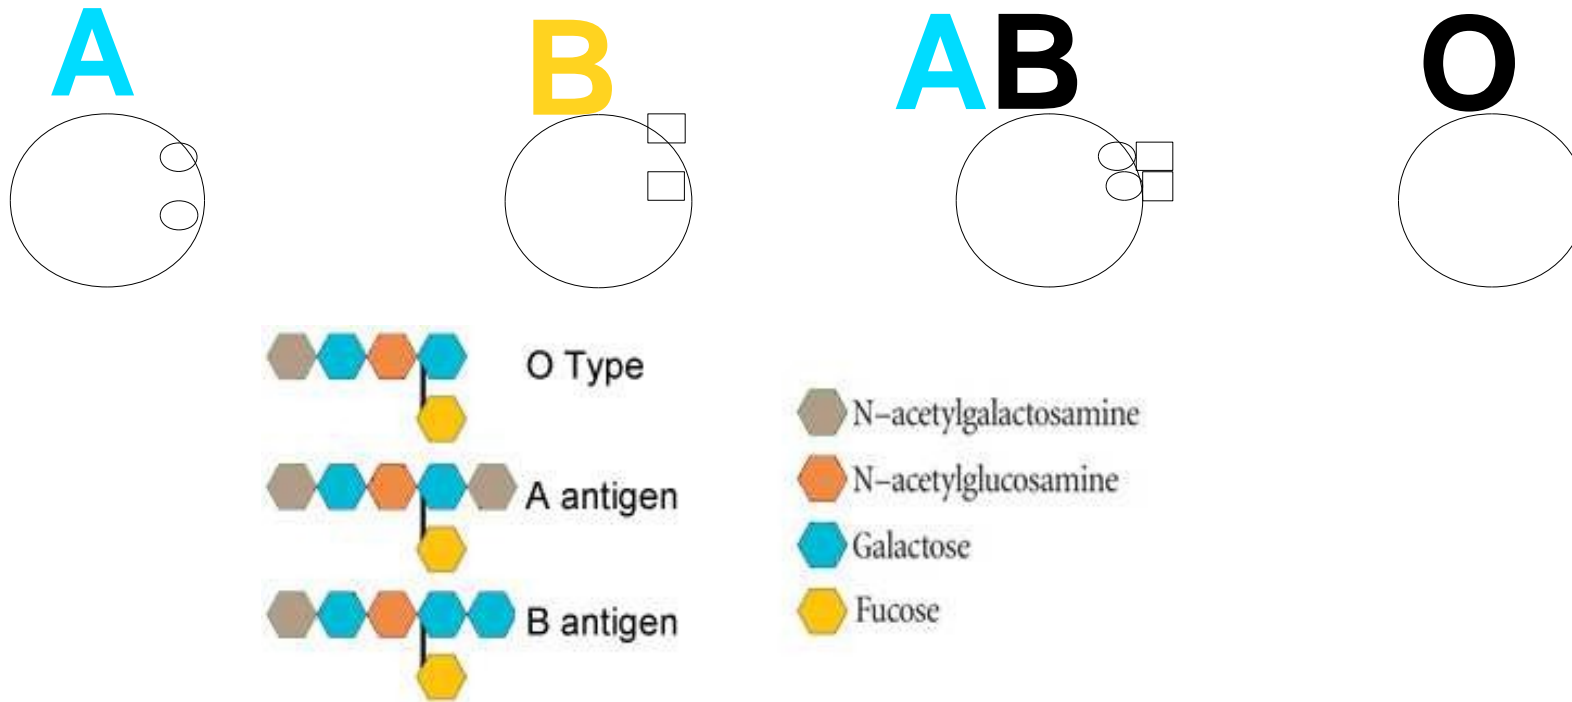 A
B
AB
O
O Type
A antigen
B antigen
N-acetylgalactosamine
N-acetylglucosamine
Galactose
Fucose